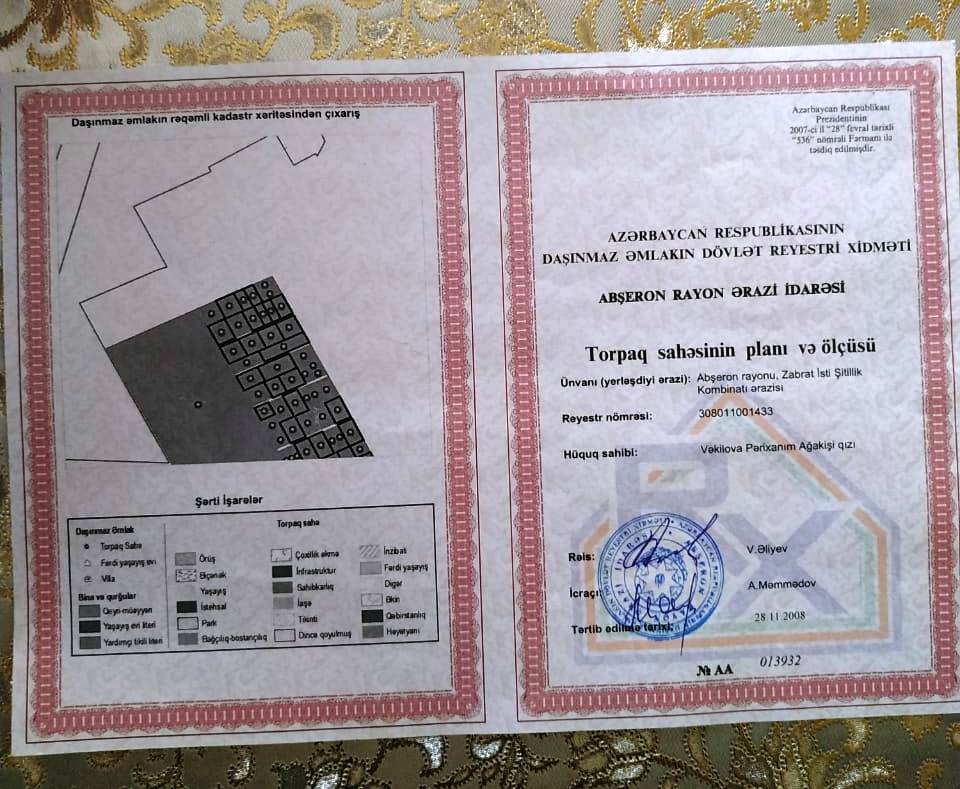 Daşınmaz əmlakın rəqəmli kadastr xəritəsindən çıxarış
Şərti İşarələr
Daşınmaz Əmlak
Torpaq Sahə
Fərdi yaşayış evi
Villa
Bina və qurğular
Qeyri-müəyyən
Yaşayış evi literi
Yardımçı tikili literi
Torpaq sahə
Örüş
Biçənək
Yaşayış
İstehsal
Park
Bağçılıq-bostançılıq
Çoxillik əkmə
İnfrastruktur
Sahibkarlıq
İaşə
Tikinti
Dincə qoyulmuş
İnzibati
Fərdi yaşayış
Digər
Əkin
Qəbirstanlıq
Həyətyani
Azərbaycan Respublikası
Prezidentinin
2007-ci il "28" fevral tarixli
"536" nömrəli Fərmanı ilə
təsdiq edilmişdir.
AZƏRBAYCAN RESPUBLİKASININ
DAŞINMAZ ƏMLAKIN DÖVLƏT REYESTRİ XİDMƏTİ
ABŞERON RAYON ƏRAZİ İDARƏSİ
Torpaq sahəsinin planı və ölçüsü
Ünvanı (yerləşdiyi ərazi): Abşeron rayonu, Zabrat İsti Şitillik
Kombinatı ərazisi
Reyestr nömrəsi: 308011001433
Hüquq sahibi: Vəkilova Pərixanım Ağakişi qızı
Rəis: V.Əliyev
İcraçı: A.Məmmədov
Tərtib edilmə tarixi: 28.11.2008
№ AA 013932